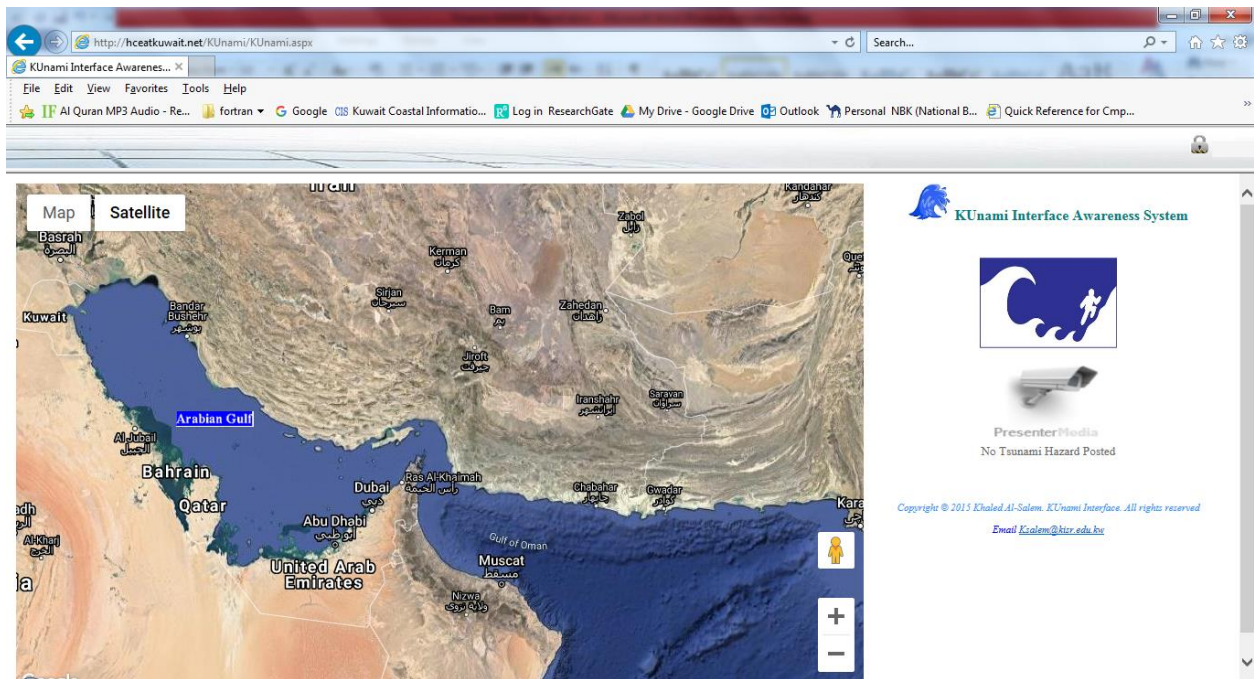 http://hceatkuwait.net/KUnami/KUnami.aspx
Search...
KUnami Interface Awarenes...
File Edit View Favorites Tools Help
Al Quran MP3 Audio - Re... fortran Google CIS Kuwait Coastal Informatio... Log in ResearchGate My Drive - Google Drive Outlook Personal NBK (National B... Quick Reference for Cmp...
Map Satellite
KUnami Interface Awareness System
Kandahar
Zabol
زابل
Basrah
البصرة
Kerman
کرمان
Sirjan
سیرجان
Bandar
Bushehr
بوشهر
Bam
بم
Zahedan
زاهدان
Kuwait
Jiroft
جیرفت
Iranshahr
ایرانشهر
Saravan
سراوان
Arabian Gulf
Al Jubail
الجبيل
Bahrain
Qatar
Dubai
دبي
Ras Al-Khaimah
رأس الخيمة
Chabahar
چابهار
Gwadar
گوادر
Abu Dhabi
أبو ظبي
Gulf of Oman
Al-Kharj
الخرج
United Arab
Emirates
Muscat
مسقط
Nizwa
ولاية نزوى
PresenterMedia
No Tsunami Hazard Posted
Copyright © 2015 Khaled Al-Salem. KUnami Interface. All rights reserved
Email Ksalem@kisr.edu.kw